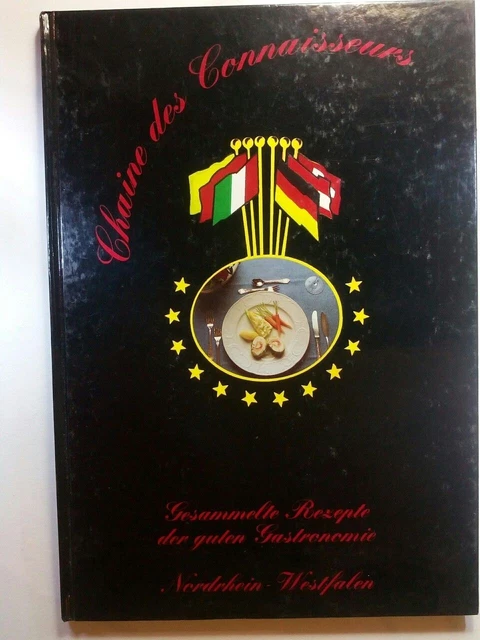 Chaine des Connaisseurs
Gesammelte Rezepte
der guten Gastronomie
Nordrhein-Westfalen